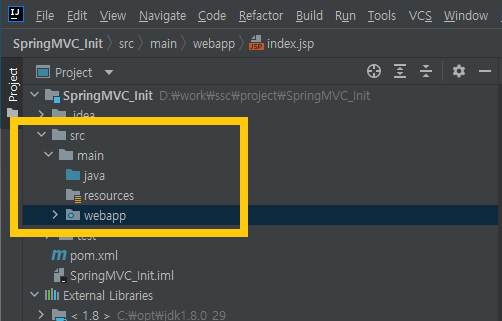 IJ File Edit View Navigate Code Refactor Build Run Tools VCS Window
SpringMVC_Init src main webapp index.jsp
Project
Project
SpringMVC_Init D:₩work₩ssc₩project₩SpringMVC_Init
.idea
src
main
java
resources
webapp
test
m pom.xml
SpringMVC_Init.iml
External Libraries
< 1.8 > C:₩opt₩jdk1.8.0_29